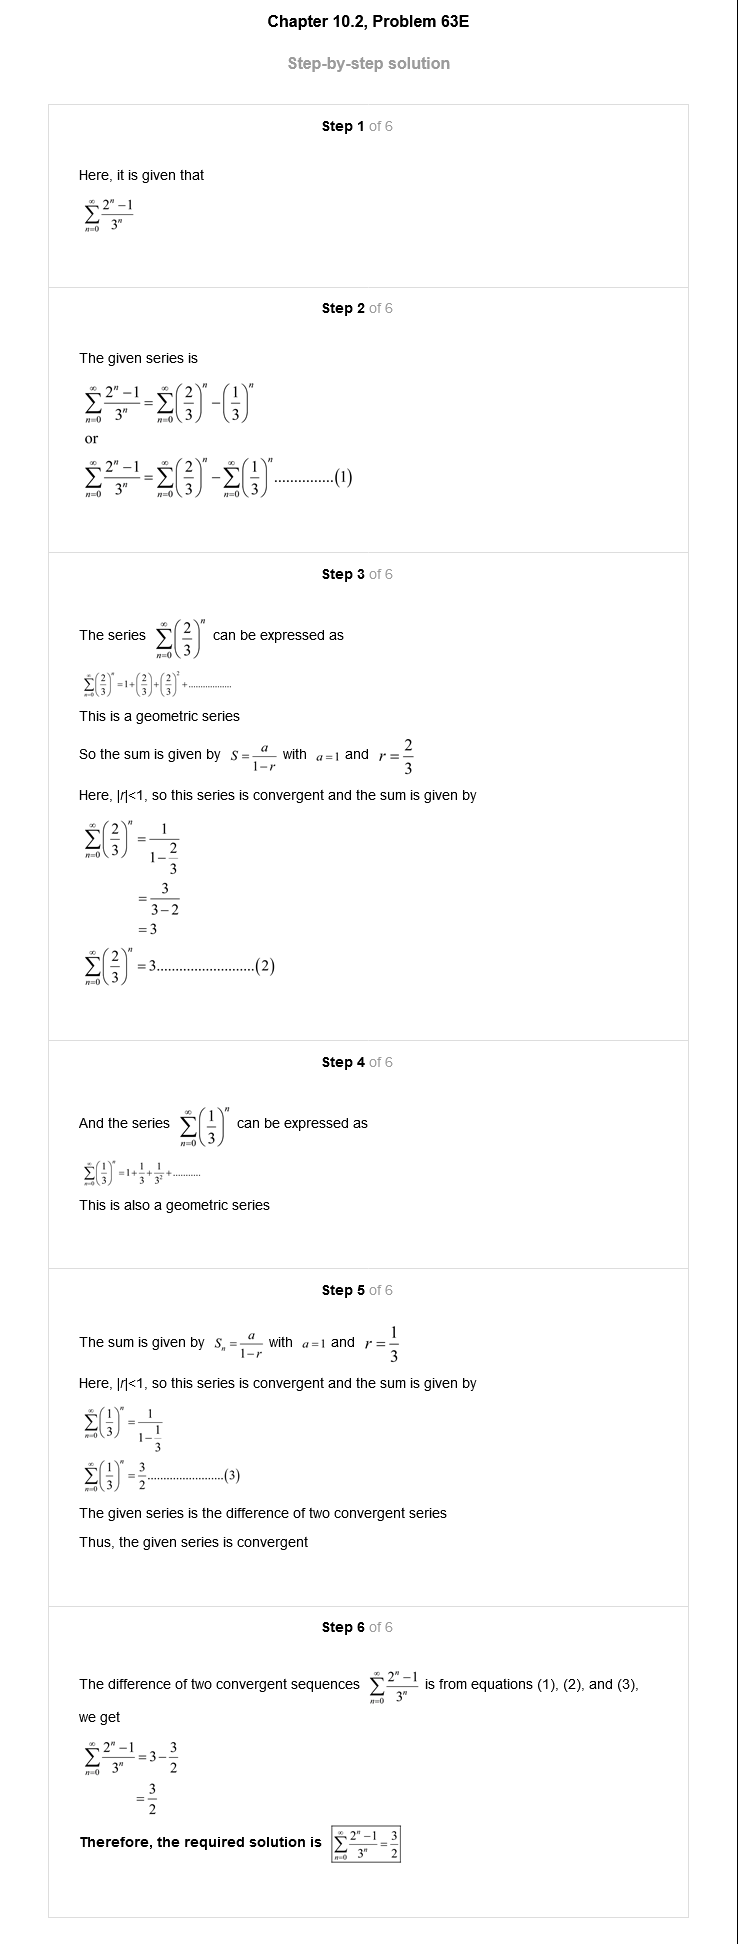 Chapter 10.2, Problem 63E
Step-by-step solution
Step 1 of 6
Here, it is given that
$\sum_{n=0}^{\infty} \frac{2^n - 1}{3^n}$
Step 2 of 6
The given series is
$\sum_{n=0}^{\infty} \frac{2^n - 1}{3^n} = \sum_{n=0}^{\infty} \left(\frac{2}{3}\right)^n - \left(\frac{1}{3}\right)^n$
or
$\sum_{n=0}^{\infty} \frac{2^n - 1}{3^n} = \sum_{n=0}^{\infty} \left(\frac{2}{3}\right)^n - \sum_{n=0}^{\infty} \left(\frac{1}{3}\right)^n$...............(1)
Step 3 of 6
The series $\sum_{n=0}^{\infty} \left(\frac{2}{3}\right)^n$ can be expressed as
$\sum_{n=0}^{\infty} \left(\frac{2}{3}\right)^n = 1 + \left(\frac{2}{3}\right) + \left(\frac{2}{3}\right)^2 +$..................
This is a geometric series
So the sum is given by $S = \frac{a}{1-r}$ with $a = 1$ and $r = \frac{2}{3}$
Here, |r|<1, so this series is convergent and the sum is given by
$\sum_{n=0}^{\infty} \left(\frac{2}{3}\right)^n = \frac{1}{1 - \frac{2}{3}}$
$= \frac{3}{3-2}$
$= 3$
$\sum_{n=0}^{\infty} \left(\frac{2}{3}\right)^n = 3$..........................(2)
Step 4 of 6
And the series $\sum_{n=0}^{\infty} \left(\frac{1}{3}\right)^n$ can be expressed as
$\sum_{n=0}^{\infty} \left(\frac{1}{3}\right)^n = 1 + \frac{1}{3} + \frac{1}{3^2} +$...........
This is also a geometric series
Step 5 of 6
The sum is given by $S_n = \frac{a}{1-r}$ with $a = 1$ and $r = \frac{1}{3}$
Here, |r|<1, so this series is convergent and the sum is given by
$\sum_{n=0}^{\infty} \left(\frac{1}{3}\right)^n = \frac{1}{1 - \frac{1}{3}}$
$\sum_{n=0}^{\infty} \left(\frac{1}{3}\right)^n = \frac{3}{2}$........................(3)
The given series is the difference of two convergent series
Thus, the given series is convergent
Step 6 of 6
The difference of two convergent sequences $\sum_{n=0}^{\infty} \frac{2^n - 1}{3^n}$ is from equations (1), (2), and (3),
we get
$\sum_{n=0}^{\infty} \frac{2^n - 1}{3^n} = 3 - \frac{3}{2}$
$= \frac{3}{2}$
Therefore, the required solution is $\sum_{n=0}^{\infty} \frac{2^n - 1}{3^n} = \frac{3}{2}$